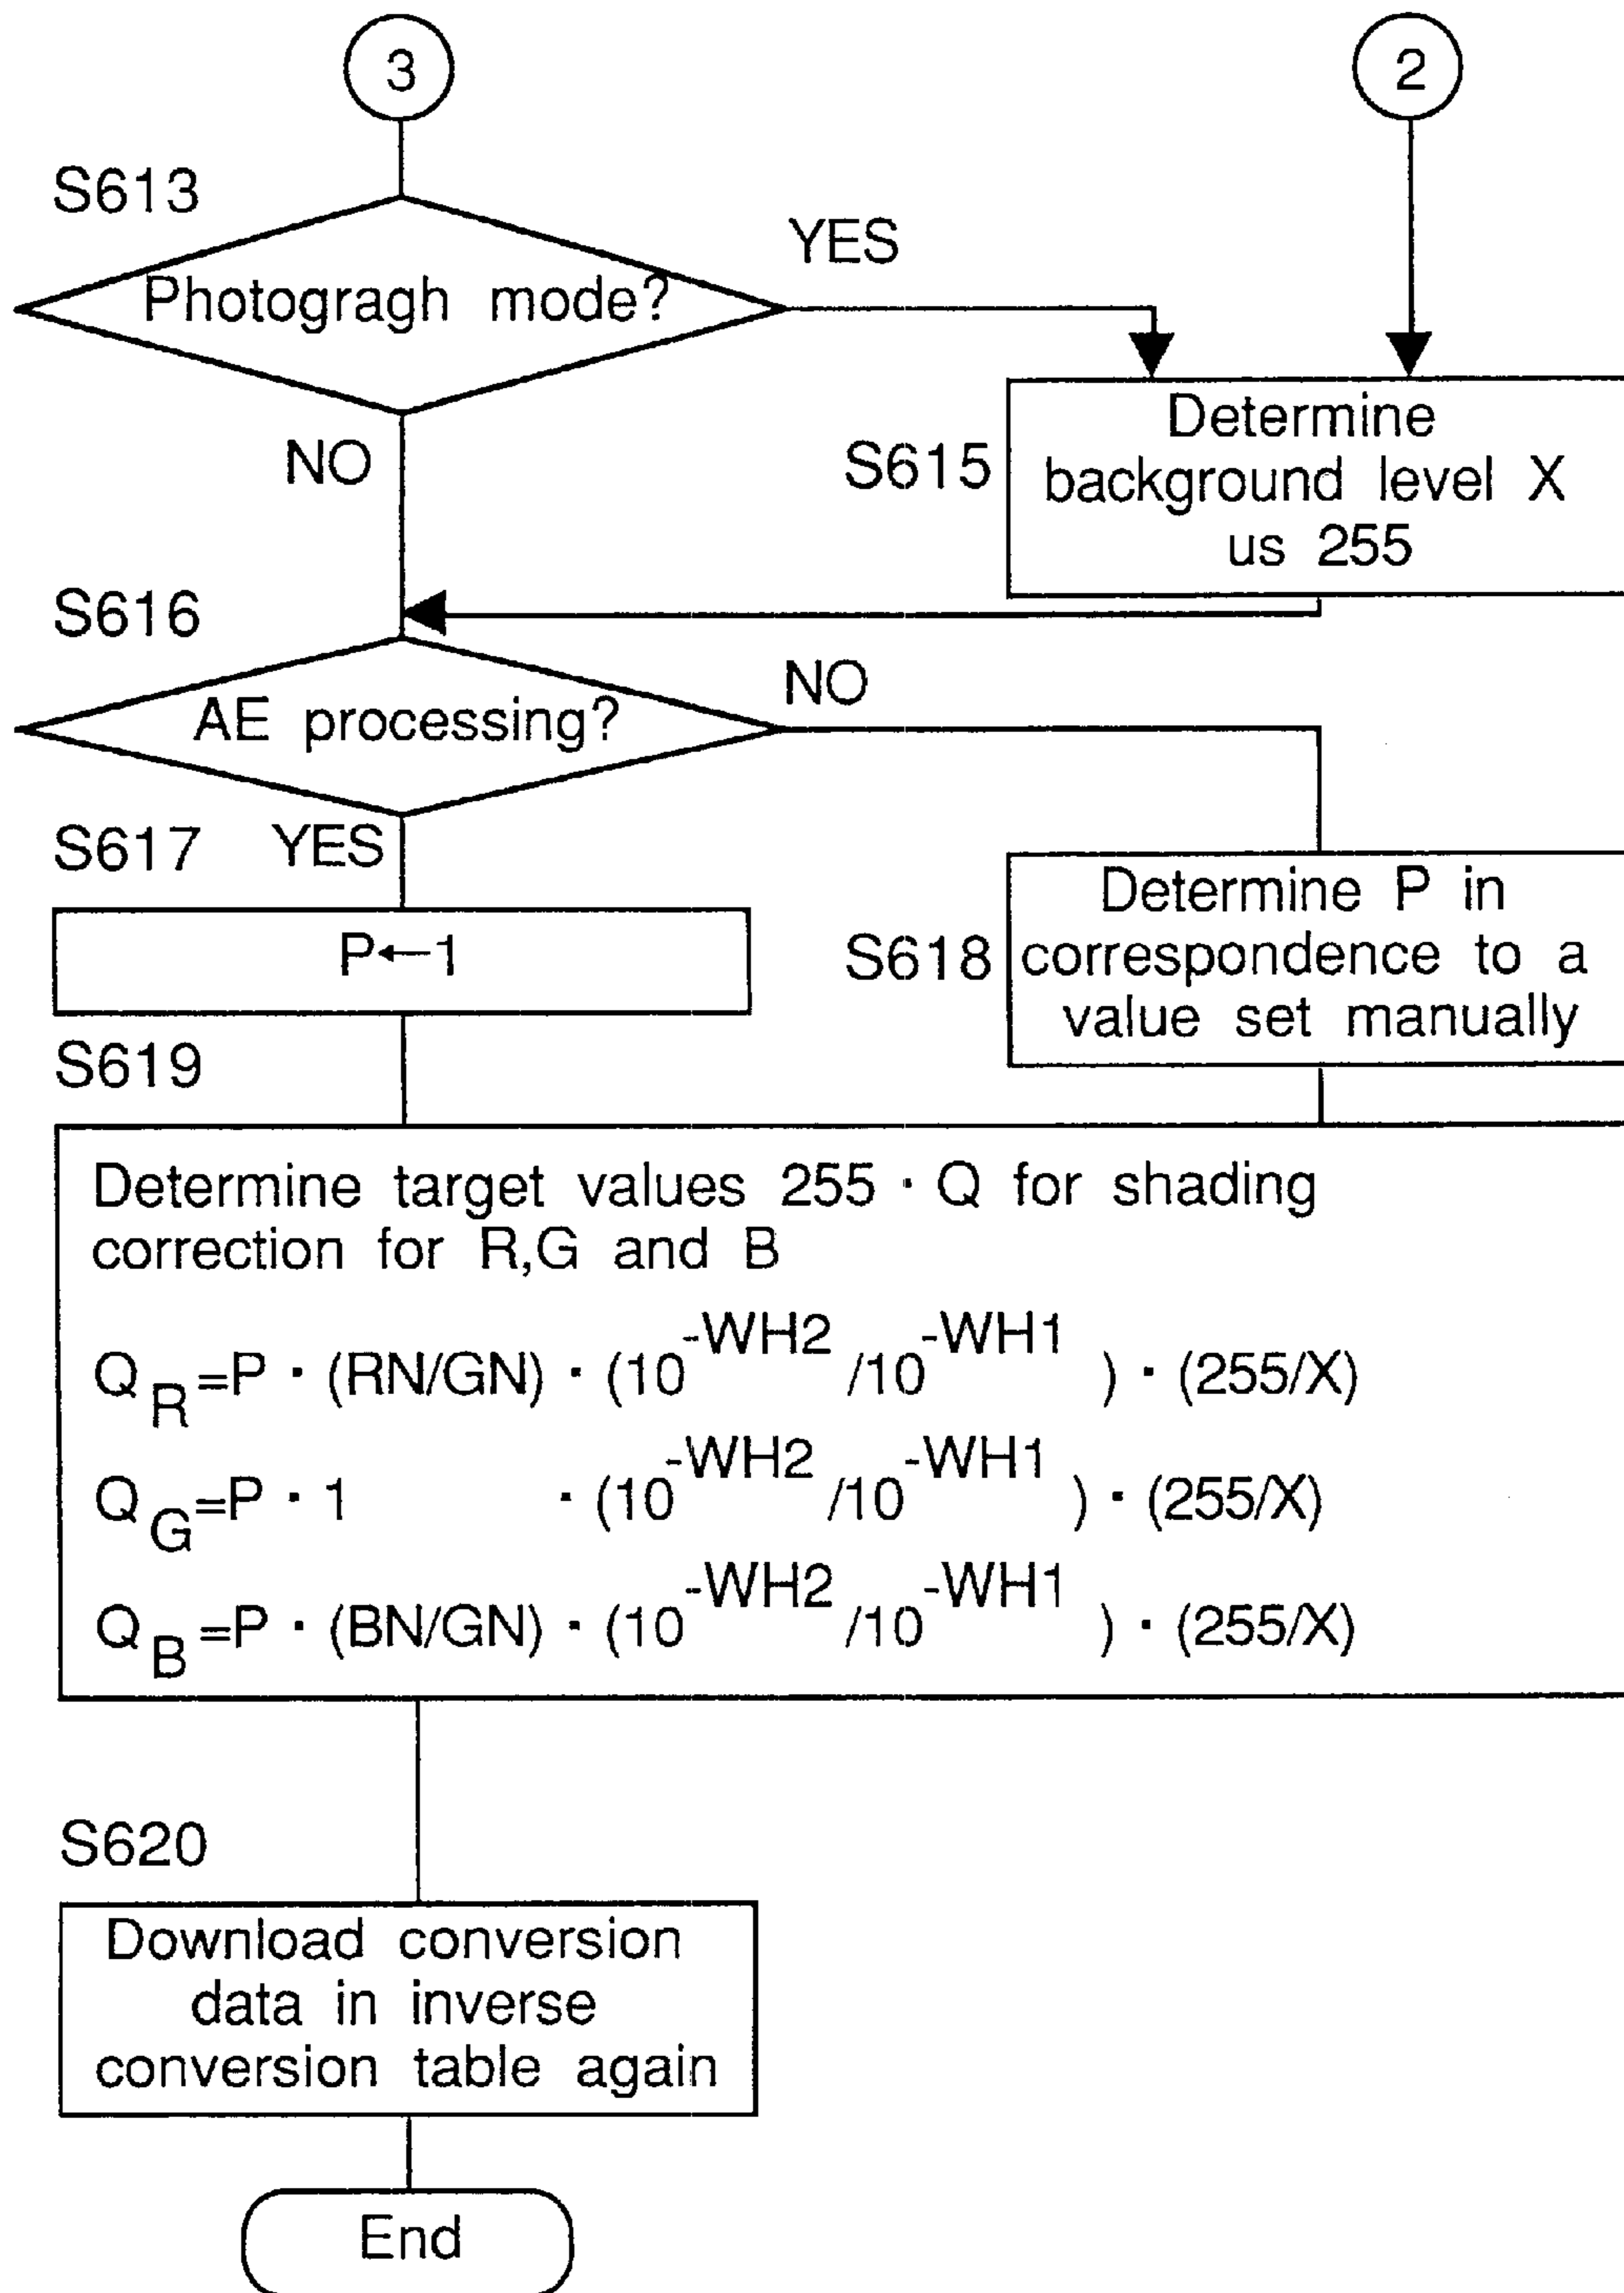 3
2
S613
YES
Photogragh mode?
NO
S615
Determine
background level X
us 255
S616
NO
AE processing?
S617
YES
P←1
S618
Determine P in
correspondence to a
value set manually
S619
Determine target values 255 · Q for shading
correction for R,G and B
Q_R=P · (RN/GN) · (10^-WH2 /10^-WH1 ) · (255/X)
Q_G=P · 1 · (10^-WH2 /10^-WH1 ) · (255/X)
Q_B=P · (BN/GN) · (10^-WH2 /10^-WH1 ) · (255/X)
S620
Download conversion
data in inverse
conversion table again
End